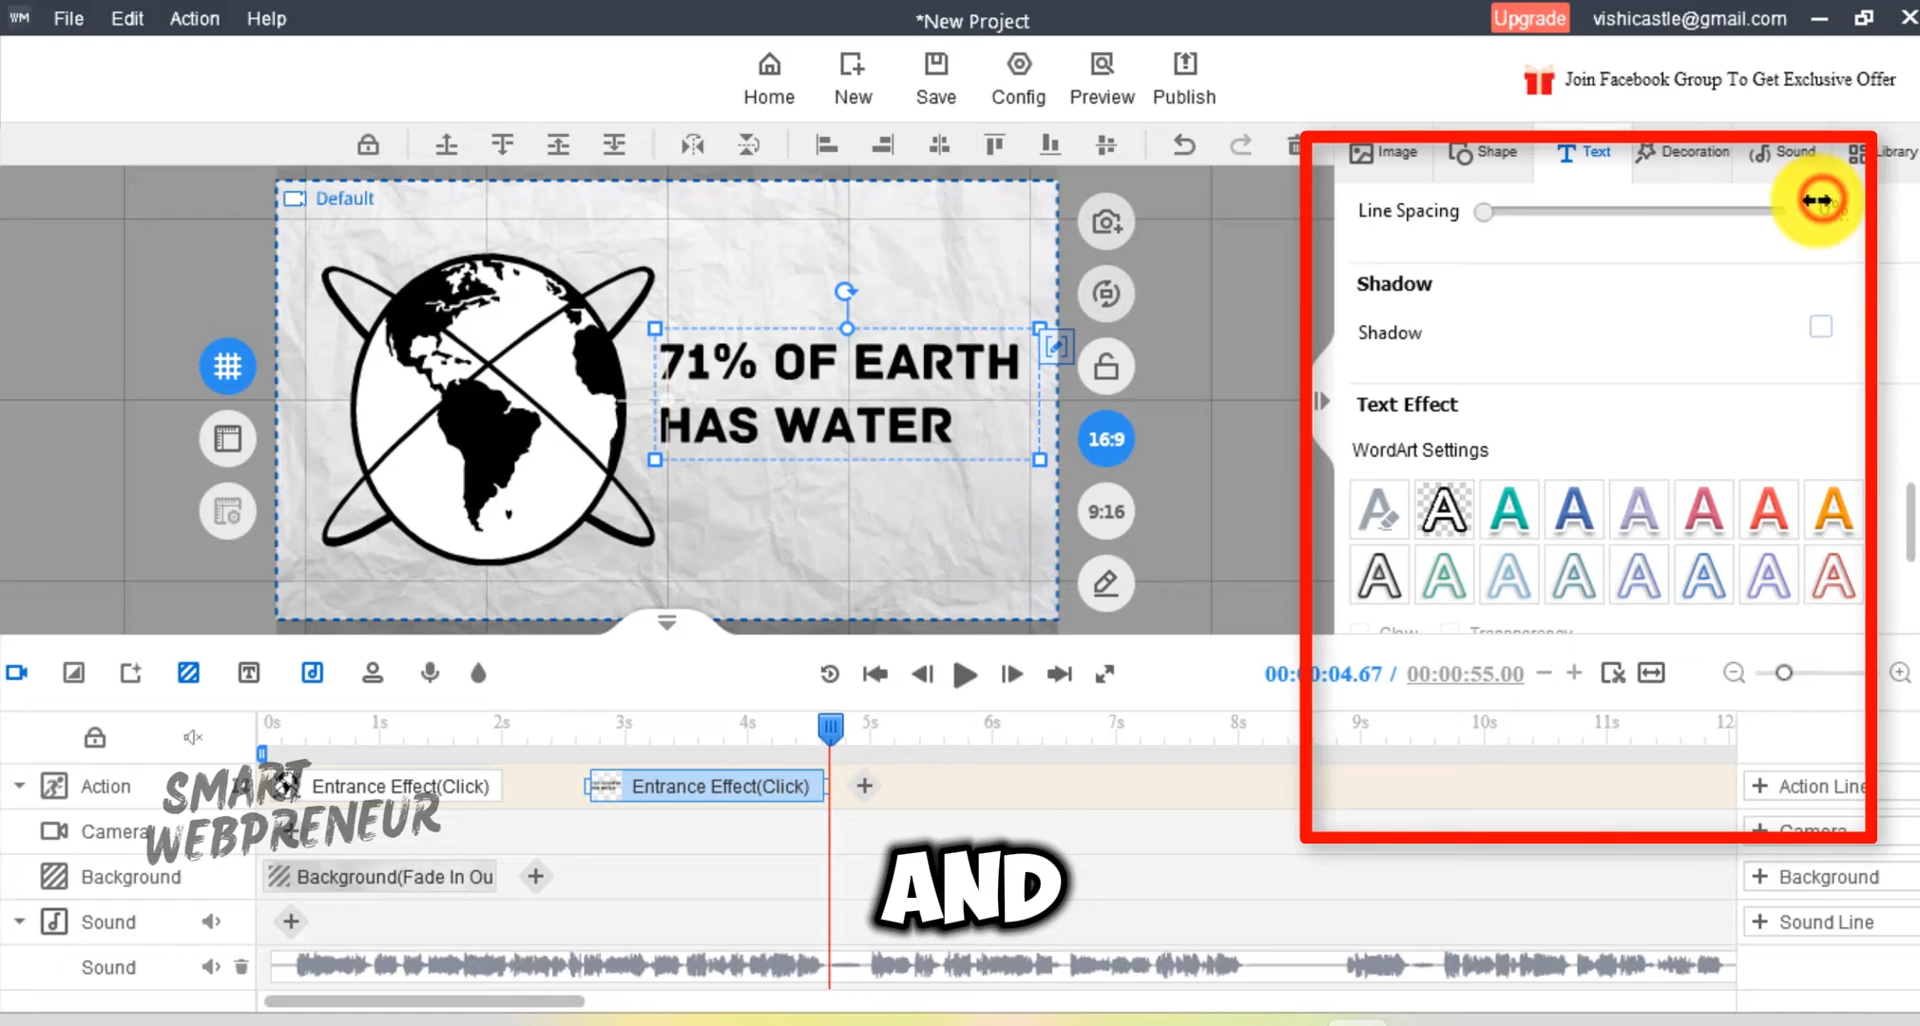 WM File Edit Action Help
*New Project
Upgrade vishicastle@gmail.com
Home New Save Config Preview Publish
Join Facebook Group To Get Exclusive Offer
Image Shape Text Decoration Sound Library
Default
Line Spacing
Shadow
Shadow
71% OF EARTH
HAS WATER
16:9
9:16
Text Effect
WordArt Settings
A A A A A A A A
A A A A A A A A
Glow Transparency
00:00:04.67 / 00:00:55.00
0s 1s 2s 3s 4s 5s 6s 7s 8s 9s 10s 11s 12
Action Entrance Effect(Click) Entrance Effect(Click) Action Line
SMART
WEBPRENEUR
Camera Camera
AND
Background Background(Fade In Ou Background
Sound Sound Line
Sound